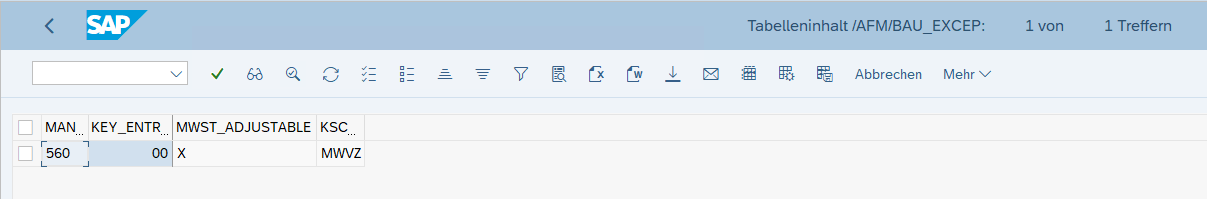 SAP
Tabelleninhalt /AFM/BAU_EXCEP: 1 von 1 Treffern
Abbrechen Mehr
MAN... KEY_ENTR... MWST_ADJUSTABLE KSC...
560 00 X MWVZ